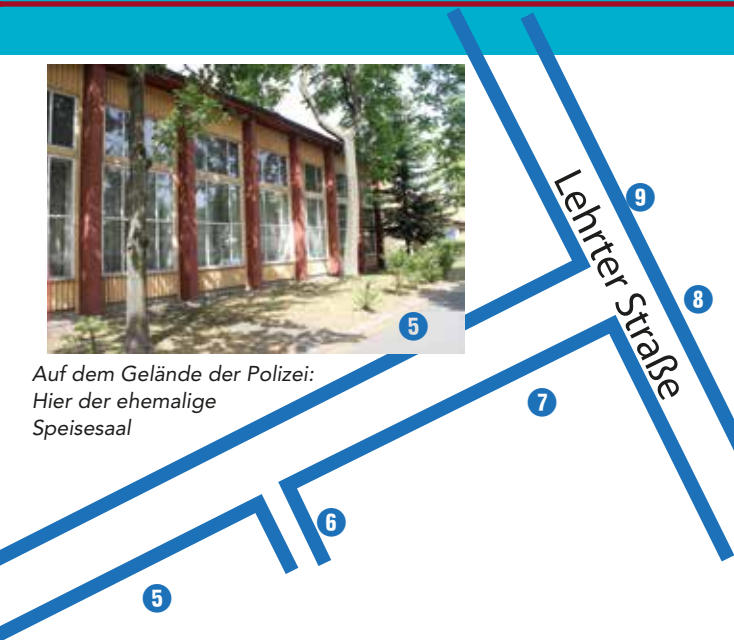 5
Auf dem Gelände der Polizei:
Hier der ehemalige
Speisesaal
Lehrter Straße
9
8
7
6
5